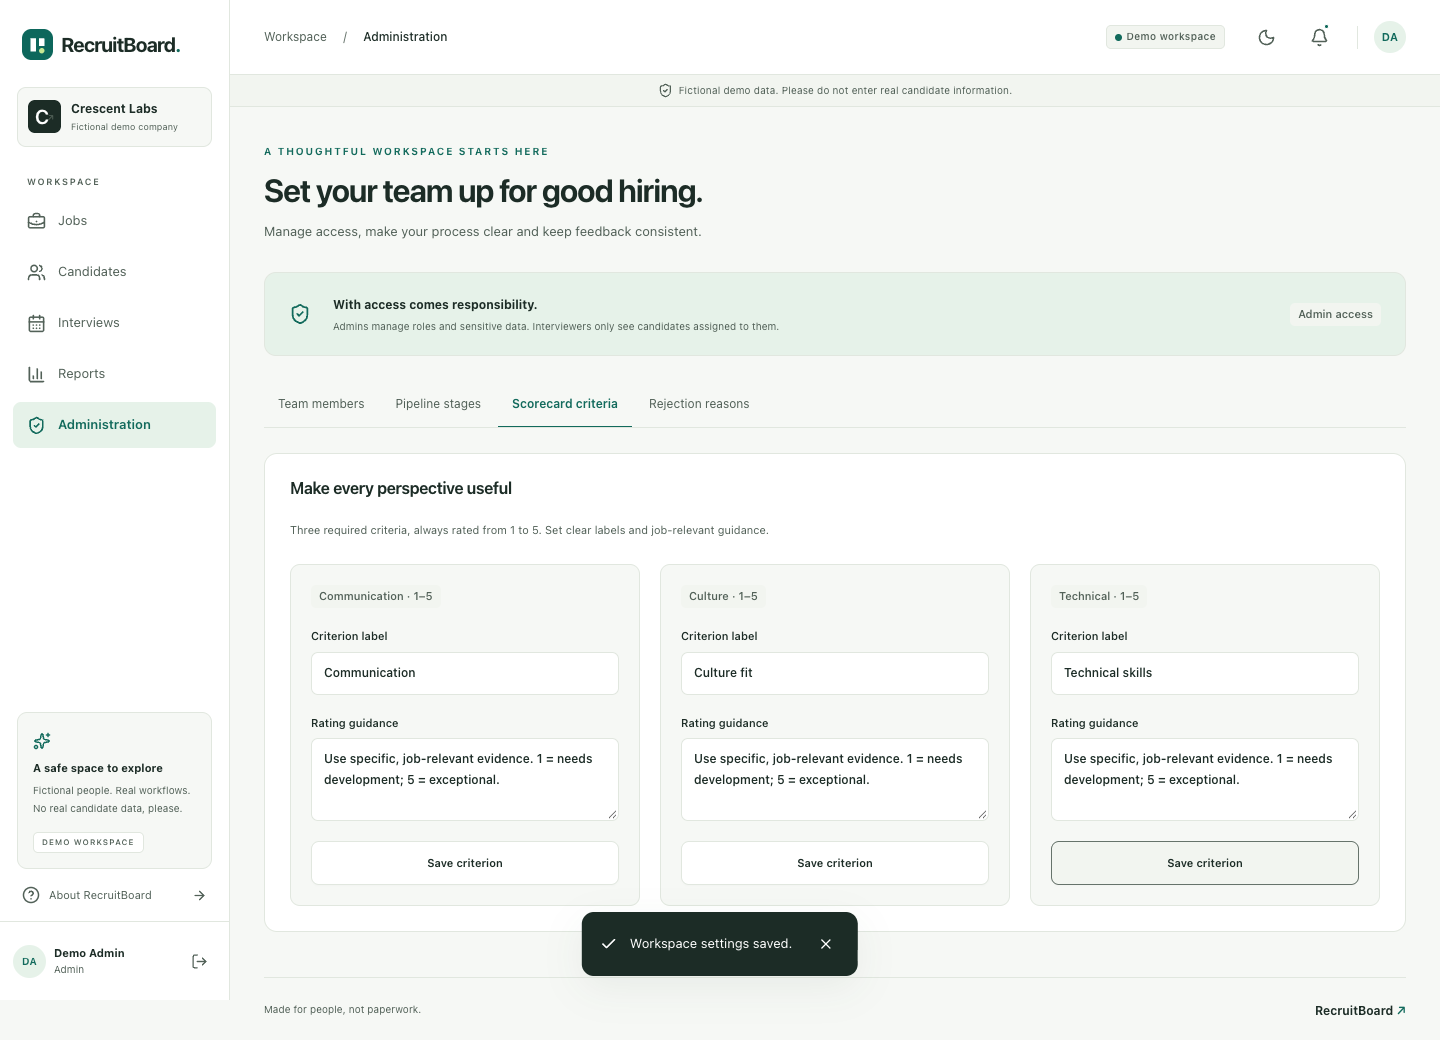 RecruitBoard.
Crescent Labs
Fictional demo company
WORKSPACE
Jobs
Candidates
Interviews
Reports
Administration
A safe space to explore
Fictional people. Real workflows.
No real candidate data, please.
DEMO WORKSPACE
About RecruitBoard
DA
Demo Admin
Admin
Workspace / Administration
Demo workspace
DA
Fictional demo data. Please do not enter real candidate information.
A THOUGHTFUL WORKSPACE STARTS HERE
Set your team up for good hiring.
Manage access, make your process clear and keep feedback consistent.
With access comes responsibility.
Admins manage roles and sensitive data. Interviewers only see candidates assigned to them.
Admin access
Team members
Pipeline stages
Scorecard criteria
Rejection reasons
Make every perspective useful
Three required criteria, always rated from 1 to 5. Set clear labels and job-relevant guidance.
Communication · 1–5
Criterion label
Communication
Rating guidance
Use specific, job-relevant evidence. 1 = needs
development; 5 = exceptional.
Save criterion
Culture · 1–5
Criterion label
Culture fit
Rating guidance
Use specific, job-relevant evidence. 1 = needs
development; 5 = exceptional.
Save criterion
Technical · 1–5
Criterion label
Technical skills
Rating guidance
Use specific, job-relevant evidence. 1 = needs
development; 5 = exceptional.
Save criterion
Workspace settings saved.
Made for people, not paperwork.
RecruitBoard